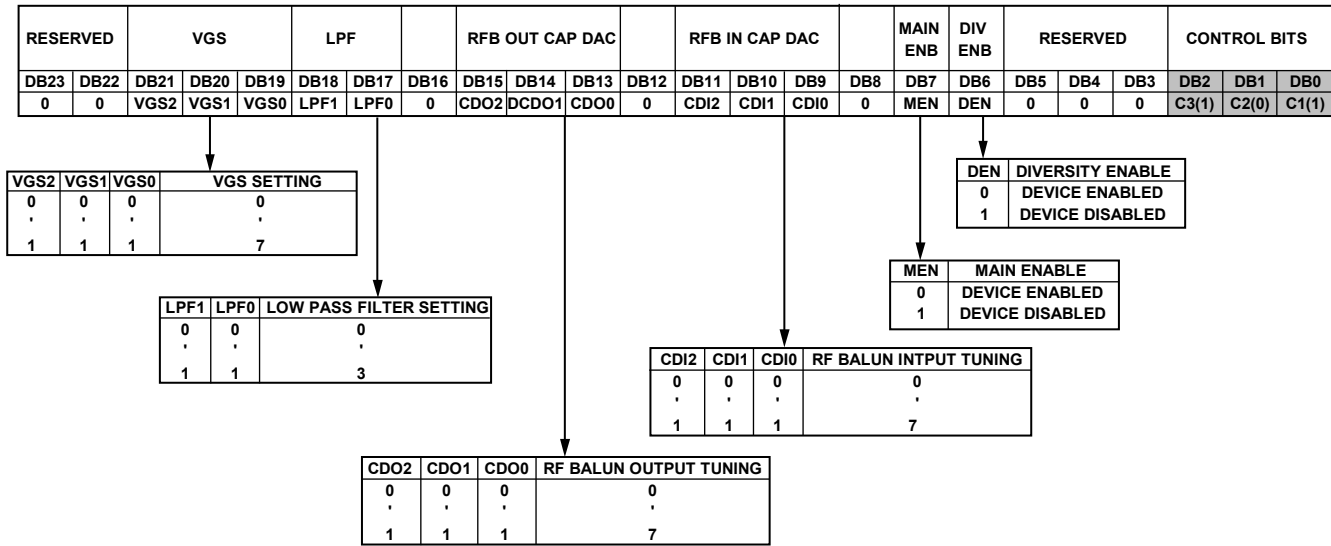 RESERVED VGS LPF RFB OUT CAP DAC RFB IN CAP DAC MAIN ENB DIV ENB RESERVED CONTROL BITS
DB23 DB22 DB21 DB20 DB19 DB18 DB17 DB16 DB15 DB14 DB13 DB12 DB11 DB10 DB9 DB8 DB7 DB6 DB5 DB4 DB3 DB2 DB1 DB0
0 0 VGS2 VGS1 VGS0 LPF1 LPF0 0 CDO2 DCDO1 CDO0 0 CDI2 CDI1 CDI0 0 MEN DEN 0 0 0 C3(1) C2(0) C1(1)
VGS2 VGS1 VGS0 VGS SETTING
0 0 0 0
' ' ' '
1 1 1 7
DEN DIVERSITY ENABLE
0 DEVICE ENABLED
1 DEVICE DISABLED
MEN MAIN ENABLE
0 DEVICE ENABLED
1 DEVICE DISABLED
LPF1 LPF0 LOW PASS FILTER SETTING
0 0 0
' ' '
1 1 3
CDI2 CDI1 CDI0 RF BALUN INTPUT TUNING
0 0 0 0
' ' ' '
1 1 1 7
CDO2 CDO1 CDO0 RF BALUN OUTPUT TUNING
0 0 0 0
' ' ' '
1 1 1 7